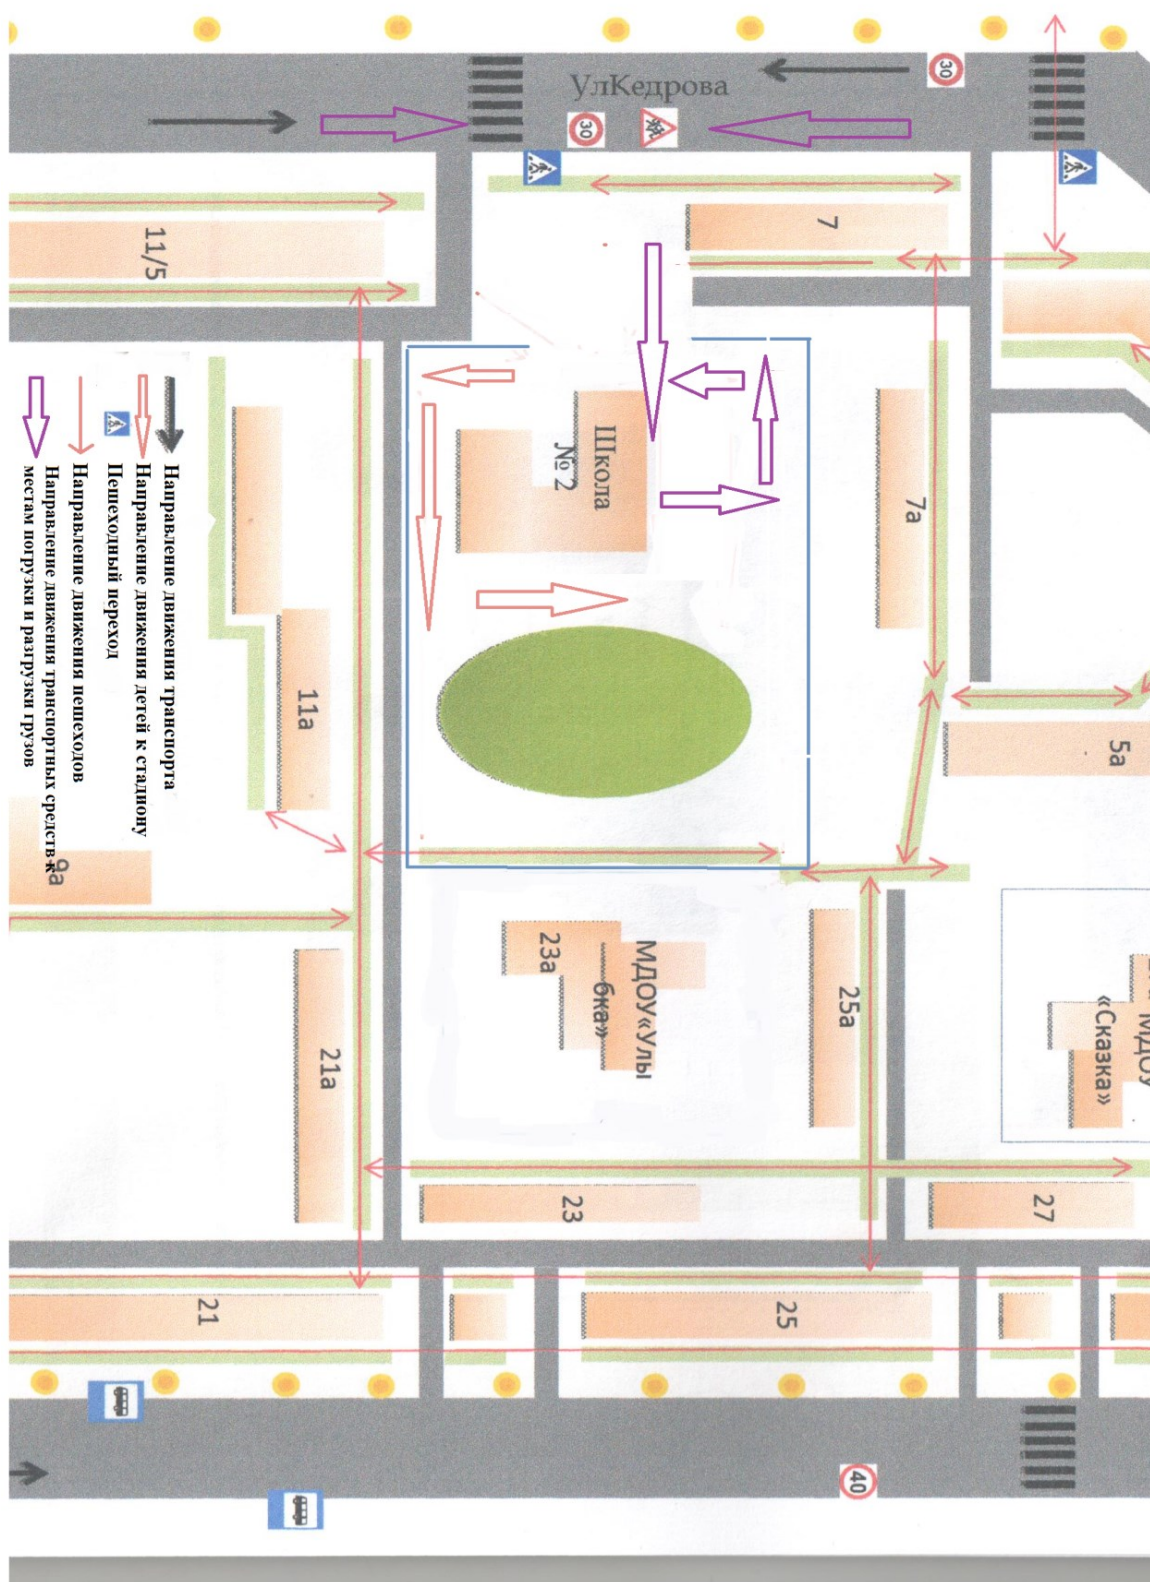 УлКедрова
30
30
7
11/5
Школа
№ 2
7а
11а
5а
9а
Направление движения транспорта
Направление движения детей к стадиону
Пешеходный переход
Направление движения пешеходов
Направление движения транспортных средств к
местам погрузки и разгрузки грузов
МДОУ«Улы
бка»
23а
25а
21а
МДОУ
«Сказка»
23
27
21
25
40